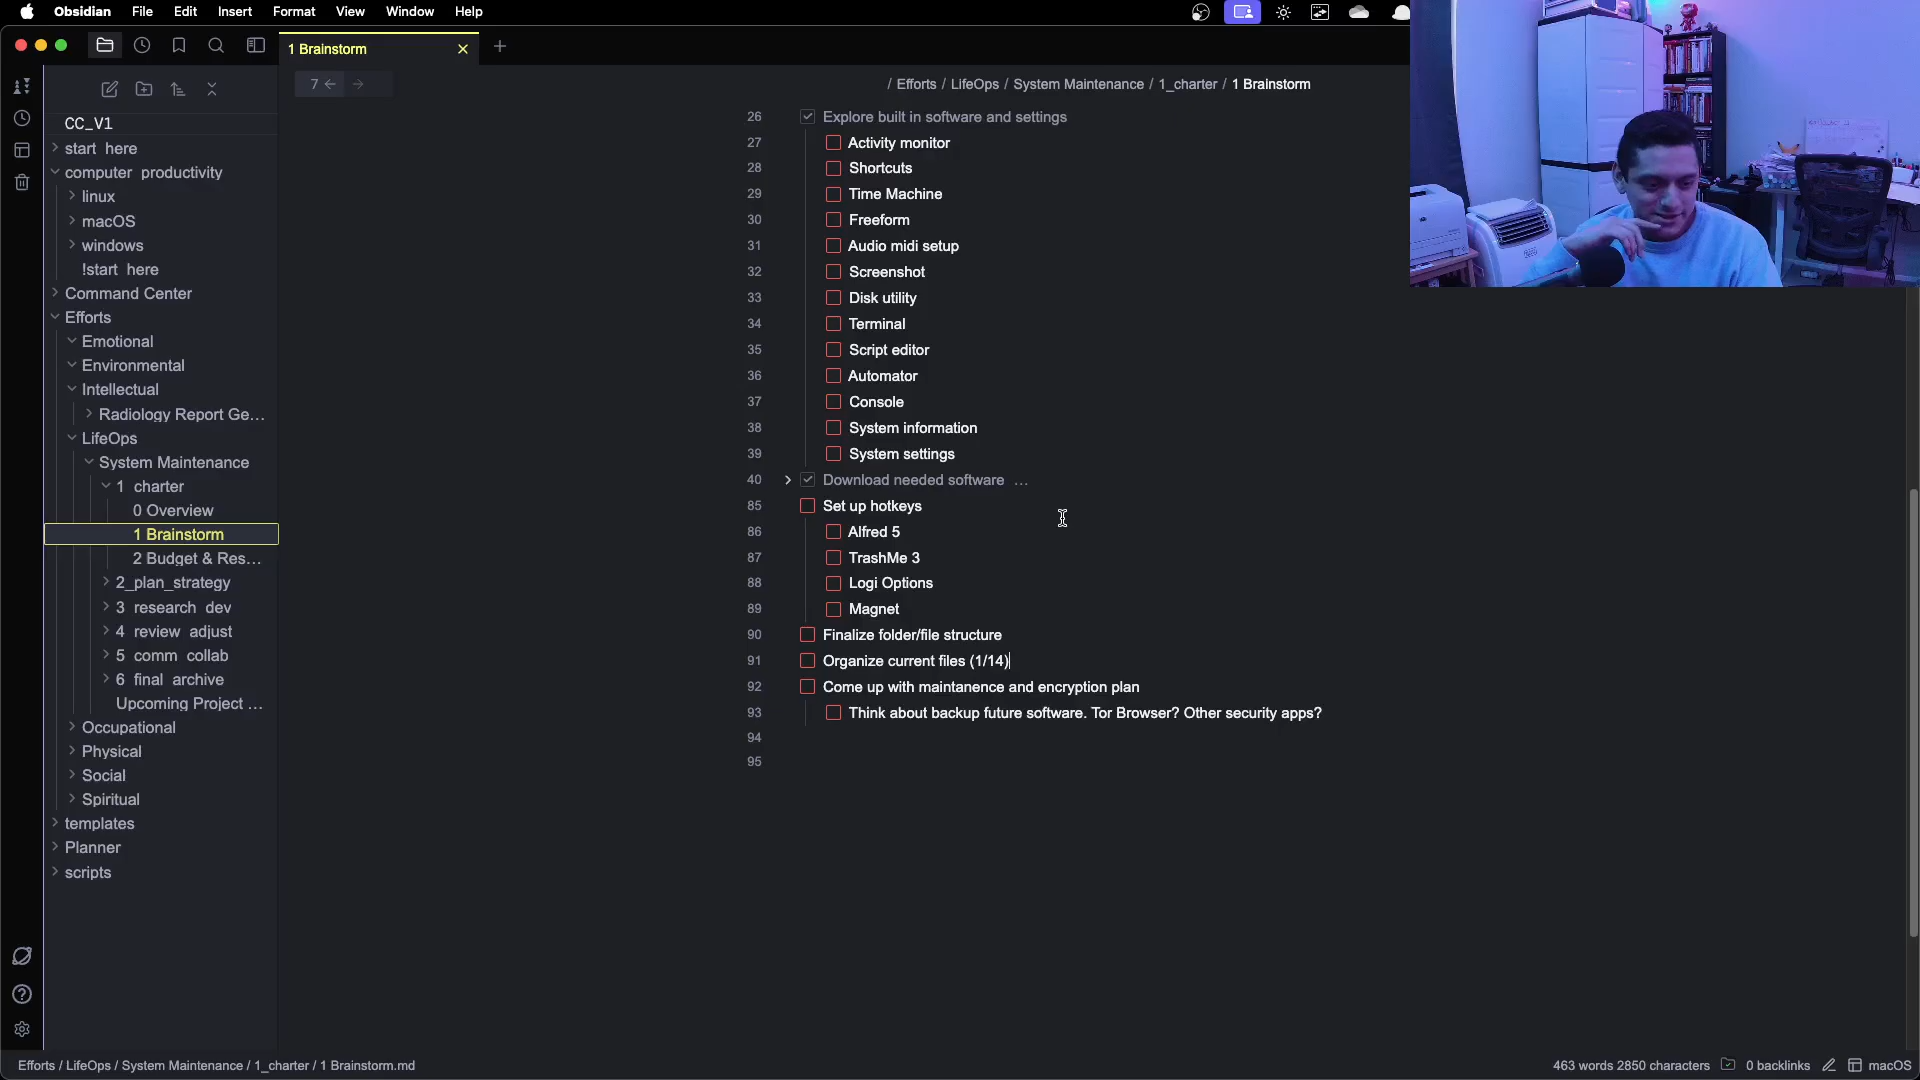 Obsidian File Edit Insert Format View Window Help
1 Brainstorm
7
/ Efforts / LifeOps / System Maintenance / 1_charter / 1 Brainstorm
CC_V1
start here
computer productivity
linux
macOS
windows
!start here
Command Center
Efforts
Emotional
Environmental
Intellectual
Radiology Report Ge...
LifeOps
System Maintenance
1 charter
0 Overview
1 Brainstorm
2 Budget & Res...
2_plan_strategy
3 research dev
4 review adjust
5 comm collab
6 final archive
Upcoming Project ...
Occupational
Physical
Social
Spiritual
templates
Planner
scripts
26 Explore built in software and settings
27 Activity monitor
28 Shortcuts
29 Time Machine
30 Freeform
31 Audio midi setup
32 Screenshot
33 Disk utility
34 Terminal
35 Script editor
36 Automator
37 Console
38 System information
39 System settings
40 Download needed software ...
85 Set up hotkeys
86 Alfred 5
87 TrashMe 3
88 Logi Options
89 Magnet
90 Finalize folder/file structure
91 Organize current files (1/14)
92 Come up with maintanence and encryption plan
93 Think about backup future software. Tor Browser? Other security apps?
94
95
Efforts / LifeOps / System Maintenance / 1_charter / 1 Brainstorm.md
463 words 2850 characters 0 backlinks macOS